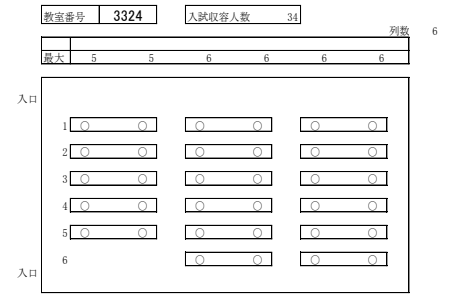 教室番号 3324 入試収容人数 34
列数 6
最大 5 5 6 6 6 6
入口
1 ○ ○ ○ ○ ○ ○
2 ○ ○ ○ ○ ○ ○
3 ○ ○ ○ ○ ○ ○
4 ○ ○ ○ ○ ○ ○
5 ○ ○ ○ ○ ○ ○
6 ○ ○ ○ ○
入口